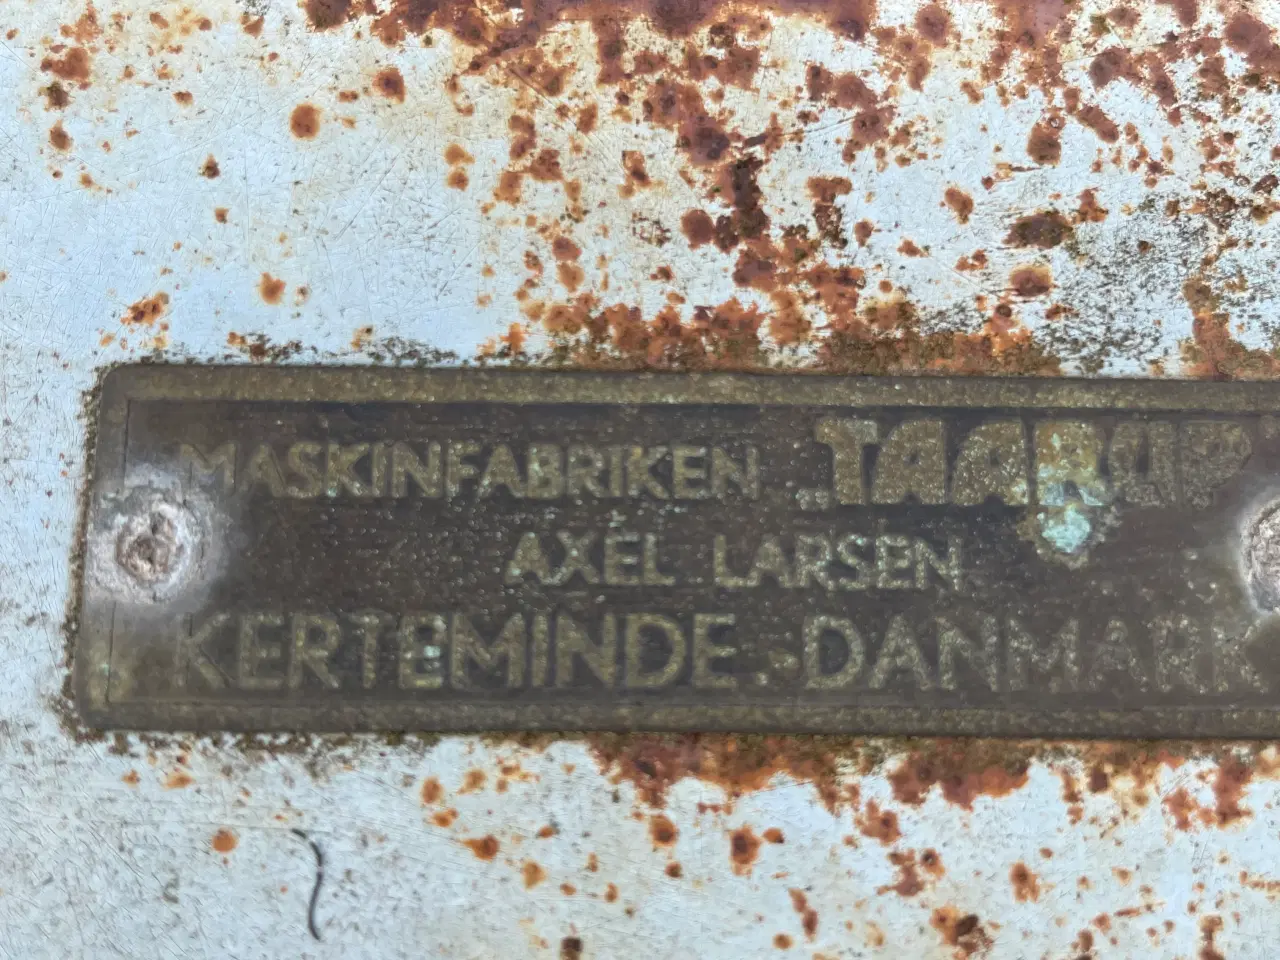 MASKINFABRIKEN „TAARUP
AXEL LARSEN
KERTEMINDE · DANMARK